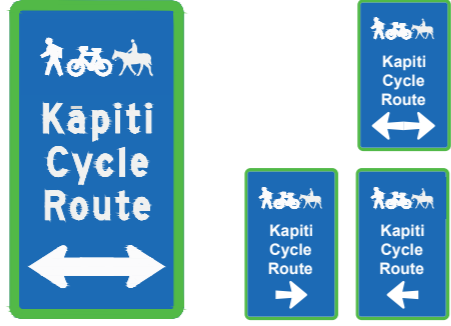 Kāpiti
Cycle
Route
Kapiti
Cycle
Route
Kapiti
Cycle
Route
Kapiti
Cycle
Route